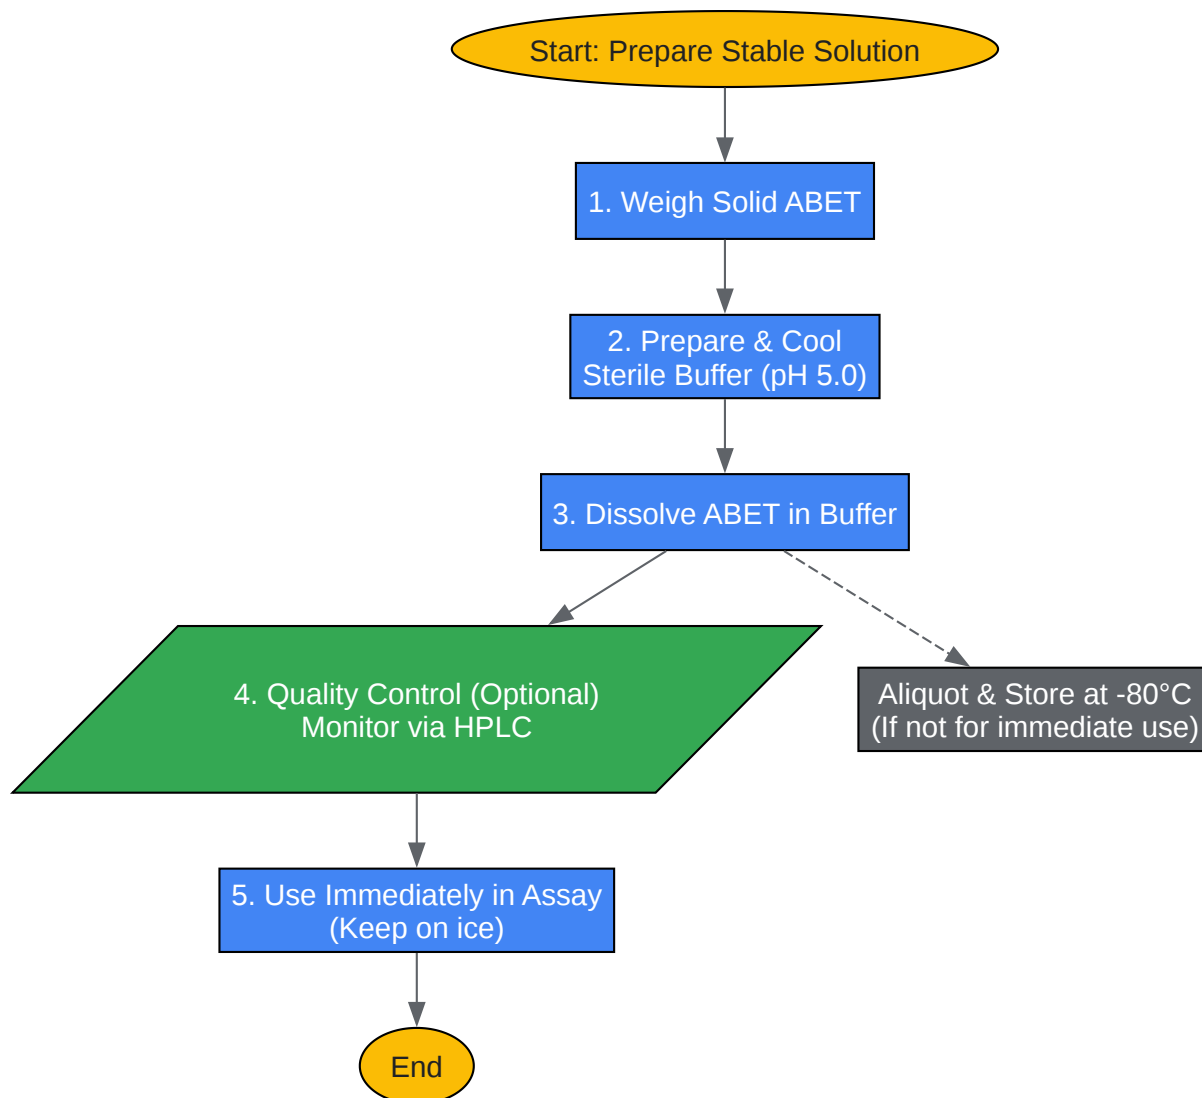 Start: Prepare Stable Solution
1. Weigh Solid ABET
2. Prepare & Cool
Sterile Buffer (pH 5.0)
3. Dissolve ABET in Buffer
4. Quality Control (Optional)
Monitor via HPLC
Aliquot & Store at -80°C
(If not for immediate use)
5. Use Immediately in Assay
(Keep on ice)
End